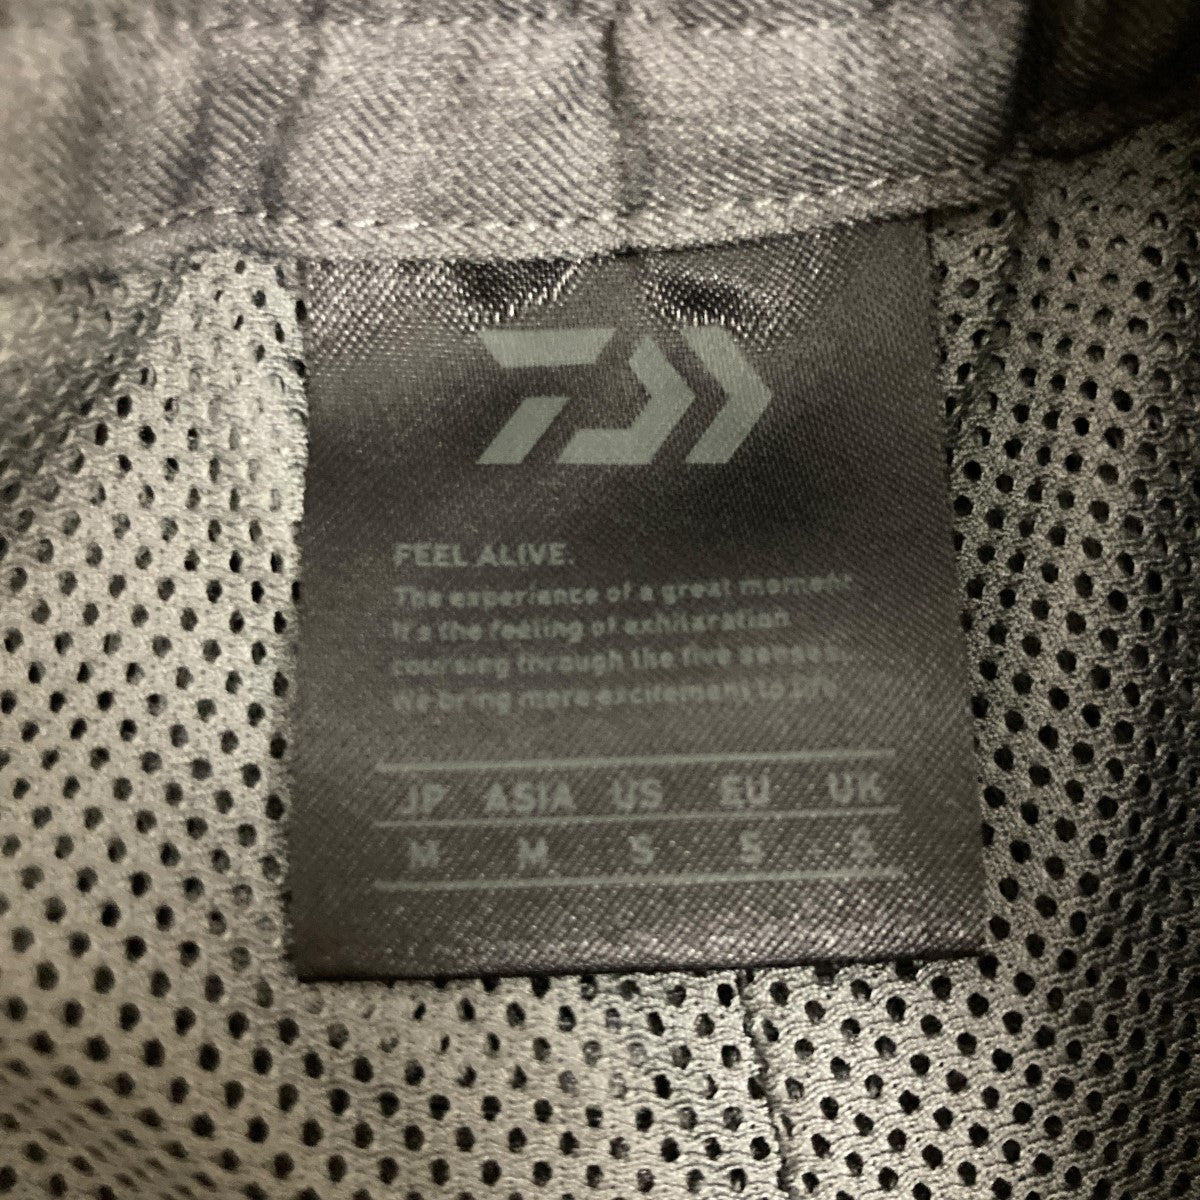 FEEL ALIVE.
The experience of a great moment.
It's the feeling of exhilaration
coursing through the five senses.
We bring more excitement to life.
JP ASIA US EU UK
M M S S S